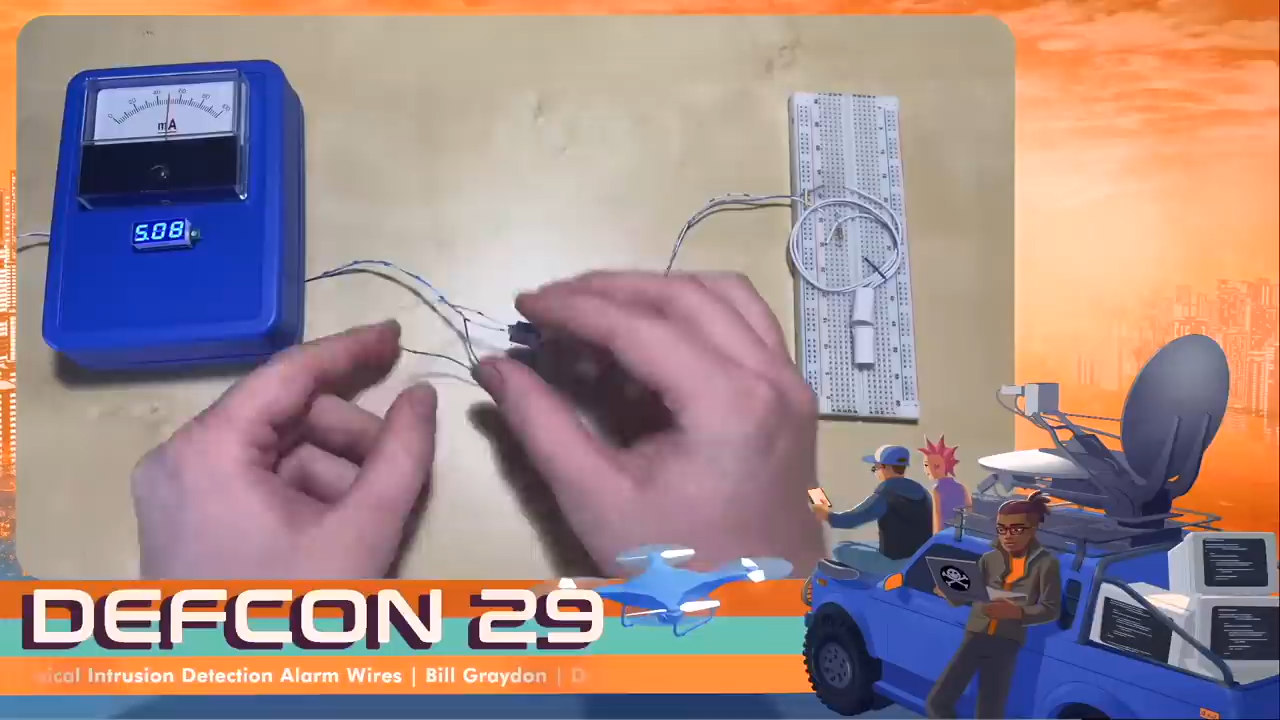 mA
5.08
DEFCON 29
ical Intrusion Detection Alarm Wires | Bill Graydon | D